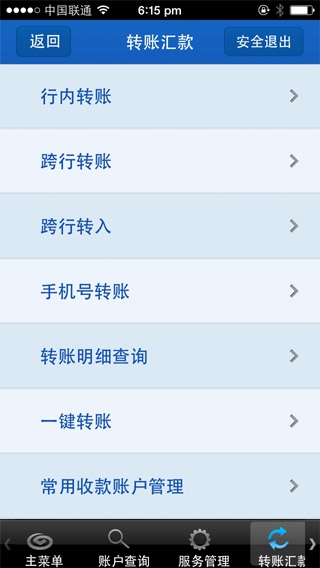 中国联通 6:15 pm
返回 转账汇款 安全退出
行内转账
跨行转账
跨行转入
手机号转账
转账明细查询
一键转账
常用收款账户管理
主菜单 账户查询 服务管理 转账汇款